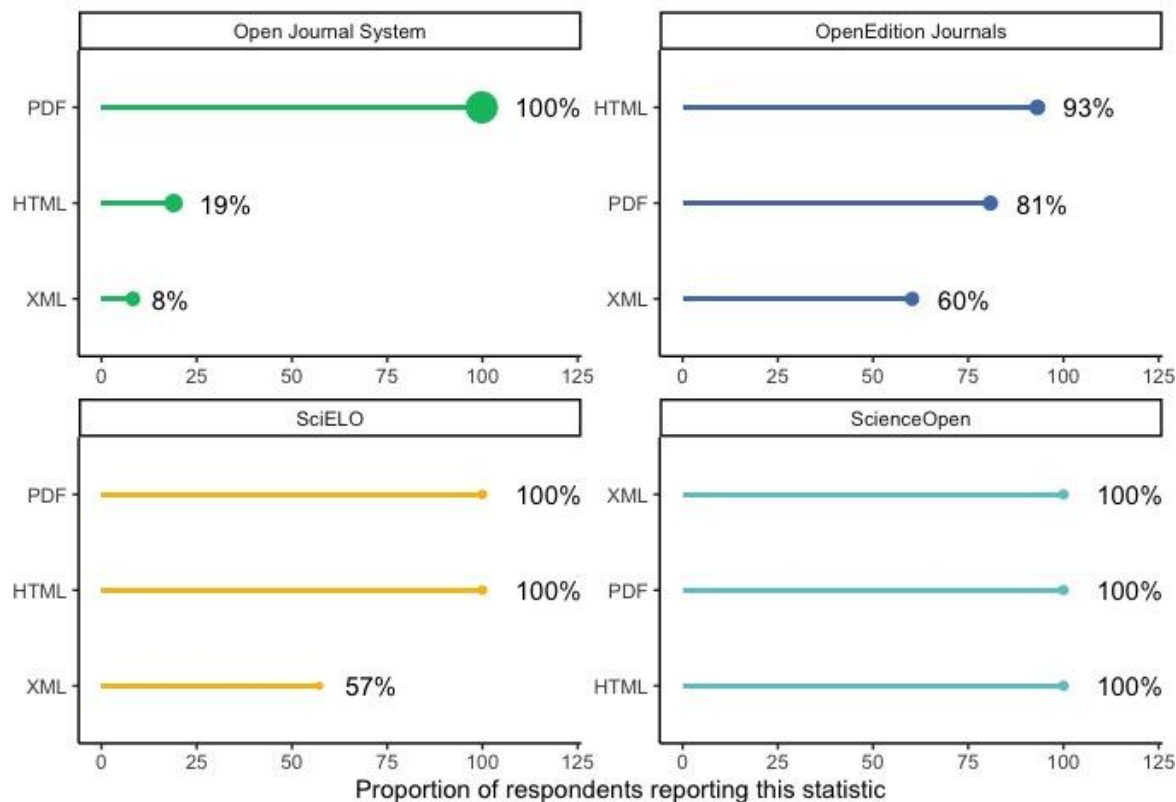 Open Journal System
PDF 100%
HTML 19%
XML 8%
0 25 50 75 100 125
OpenEdition Journals
HTML 93%
PDF 81%
XML 60%
0 25 50 75 100 125
SciELO
PDF 100%
HTML 100%
XML 57%
0 25 50 75 100 125
ScienceOpen
XML 100%
PDF 100%
HTML 100%
0 25 50 75 100 125
Proportion of respondents reporting this statistic